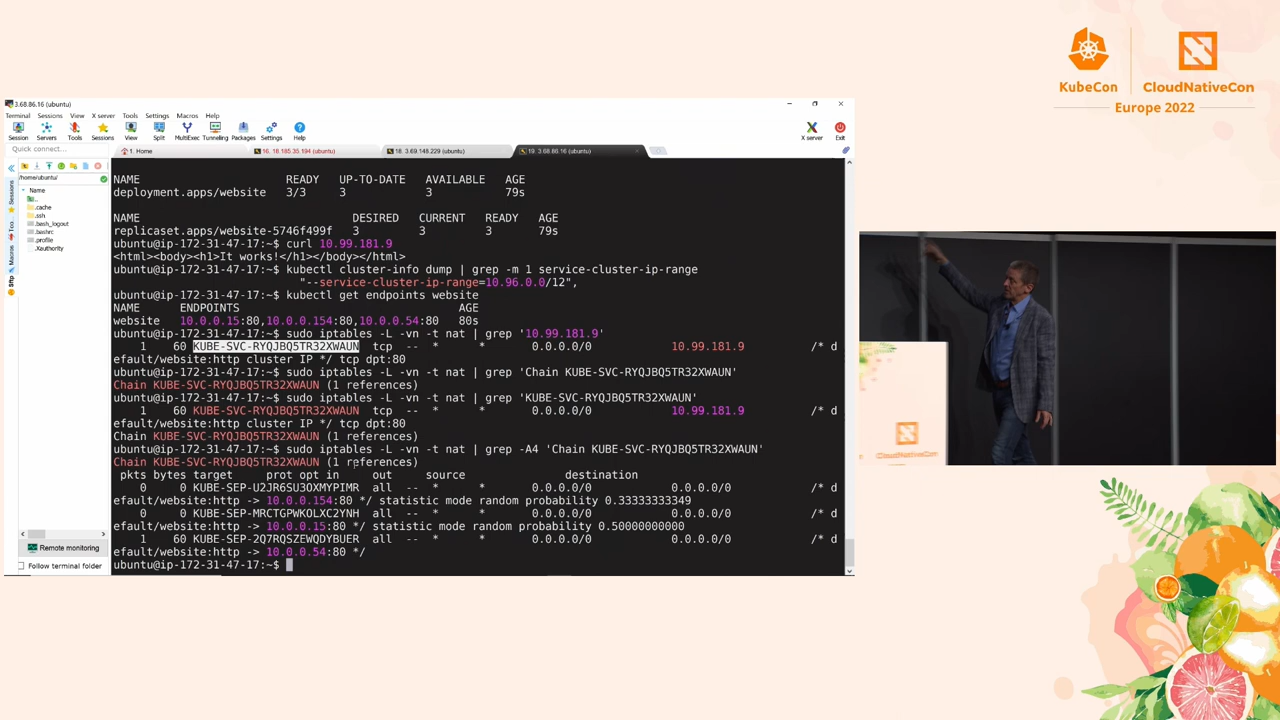 KubeCon
CloudNativeCon
Europe 2022
3.68.86.16 (ubuntu)
Terminal Sessions View X server Tools Settings Macros Help
Session Servers Tools Sessions View Split MultiExec Tunneling Packages Settings Help X server Exit
Quick connect...
1. Home
16. 18.185.35.194 (ubuntu)
18. 3.69.148.229 (ubuntu)
19. 3.68.86.16 (ubuntu)
/home/ubuntu/
Name
..
.cache
.ssh
.bash_logout
.bashrc
.profile
.Xauthority
Sessions
Tools
Macros
Sftp
Remote monitoring
Follow terminal folder
NAME READY UP-TO-DATE AVAILABLE AGE
deployment.apps/website 3/3 3 3 79s
NAME DESIRED CURRENT READY AGE
replicaset.apps/website-5746f499f 3 3 3 79s
ubuntu@ip-172-31-47-17:~$ curl 10.99.181.9
<html><body><h1>It works!</h1></body></html>
ubuntu@ip-172-31-47-17:~$ kubectl cluster-info dump | grep -m 1 service-cluster-ip-range
"--service-cluster-ip-range=10.96.0.0/12",
ubuntu@ip-172-31-47-17:~$ kubectl get endpoints website
NAME ENDPOINTS AGE
website 10.0.0.15:80,10.0.0.154:80,10.0.0.54:80 80s
ubuntu@ip-172-31-47-17:~$ sudo iptables -L -vn -t nat | grep '10.99.181.9'
1 60 KUBE-SVC-RYQJBQ5TR32XWAUN tcp -- * * 0.0.0.0/0 10.99.181.9 /* d
efault/website:http cluster IP */ tcp dpt:80
ubuntu@ip-172-31-47-17:~$ sudo iptables -L -vn -t nat | grep 'Chain KUBE-SVC-RYQJBQ5TR32XWAUN'
Chain KUBE-SVC-RYQJBQ5TR32XWAUN (1 references)
ubuntu@ip-172-31-47-17:~$ sudo iptables -L -vn -t nat | grep 'KUBE-SVC-RYQJBQ5TR32XWAUN'
1 60 KUBE-SVC-RYQJBQ5TR32XWAUN tcp -- * * 0.0.0.0/0 10.99.181.9 /* d
efault/website:http cluster IP */ tcp dpt:80
Chain KUBE-SVC-RYQJBQ5TR32XWAUN (1 references)
ubuntu@ip-172-31-47-17:~$ sudo iptables -L -vn -t nat | grep -A4 'Chain KUBE-SVC-RYQJBQ5TR32XWAUN'
Chain KUBE-SVC-RYQJBQ5TR32XWAUN (1 references)
pkts bytes target prot opt in out source destination
0 0 KUBE-SEP-U2JR6SU3OXMYPIMR all -- * * 0.0.0.0/0 0.0.0.0/0 /* d
efault/website:http -> 10.0.0.154:80 */ statistic mode random probability 0.33333333349
0 0 KUBE-SEP-MRCTGPWKOLXC2YNH all -- * * 0.0.0.0/0 0.0.0.0/0 /* d
efault/website:http -> 10.0.0.15:80 */ statistic mode random probability 0.50000000000
0 0 KUBE-SEP-2Q7RQSZEWQDYBUER all -- * * 0.0.0.0/0 0.0.0.0/0 /* d
efault/website:http -> 10.0.0.54:80 */
ubuntu@ip-172-31-47-17:~$